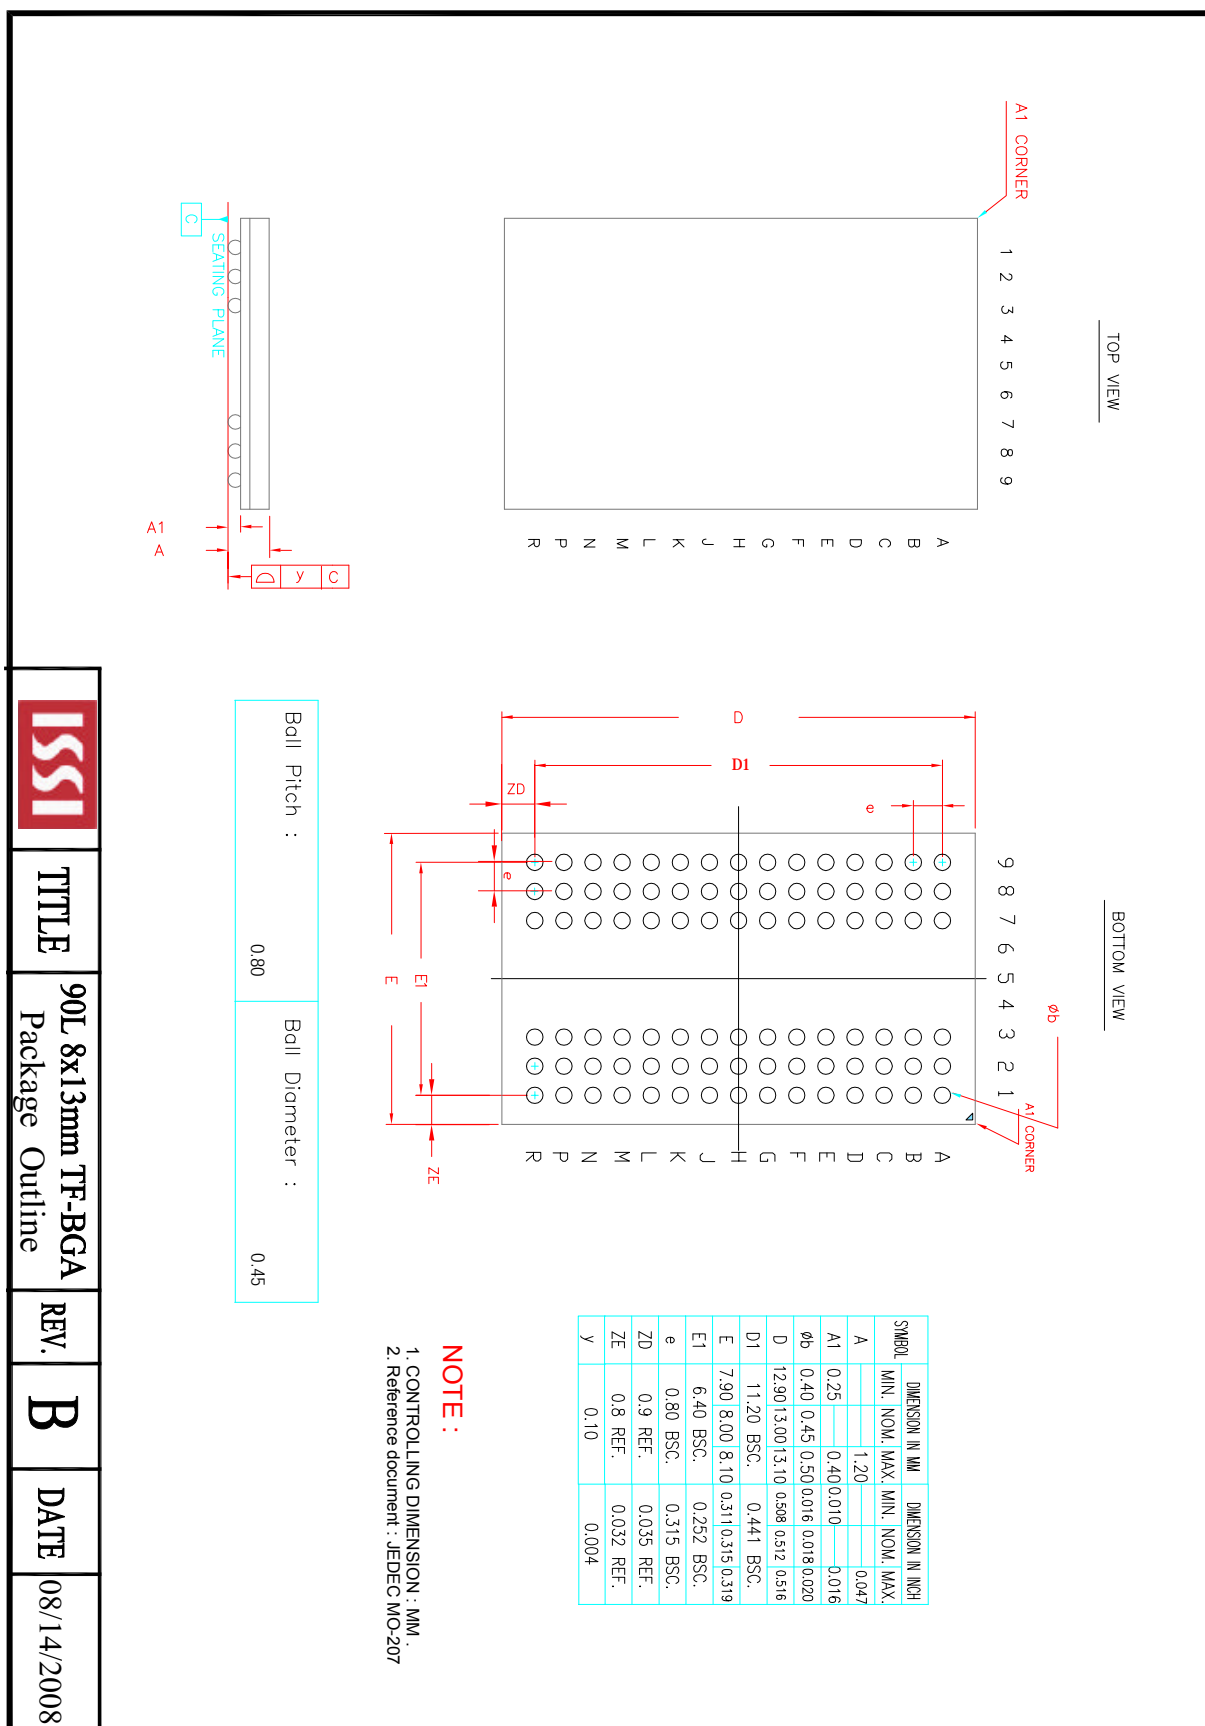 TOP VIEW
A1 CORNER
1 2 3 4 5 6 7 8 9
A
B
C
D
E
F
G
H
J
K
L
M
N
P
R
C
SEATING PLANE
A1
A
y C
BOTTOM VIEW
Øb
A1 CORNER
9 8 7 6 5 4 3 2 1
A
B
C
D
E
F
G
H
J
K
L
M
N
P
R
D
D1
ZD
e
e
E1
E
ZE
SYMBOL DIMENSION IN MM DIMENSION IN INCH
MIN. NOM. MAX. MIN. NOM. MAX.
A 1.20 0.047
A1 0.25 0.40 0.010 0.016
Øb 0.40 0.45 0.50 0.016 0.018 0.020
D 12.90 13.00 13.10 0.508 0.512 0.516
D1 11.20 BSC. 0.441 BSC.
E 7.90 8.00 8.10 0.311 0.315 0.319
E1 6.40 BSC. 0.252 BSC.
e 0.80 BSC. 0.315 BSC.
ZD 0.9 REF. 0.035 REF.
ZE 0.8 REF. 0.032 REF.
y 0.10 0.004
NOTE :
1. CONTROLLING DIMENSION : MM .
2. Reference document : JEDEC MO-207
Ball Pitch : 0.80
Ball Diameter : 0.45
ISSI
TITLE
90L 8x13mm TF-BGA
Package Outline
REV.
B
DATE
08/14/2008